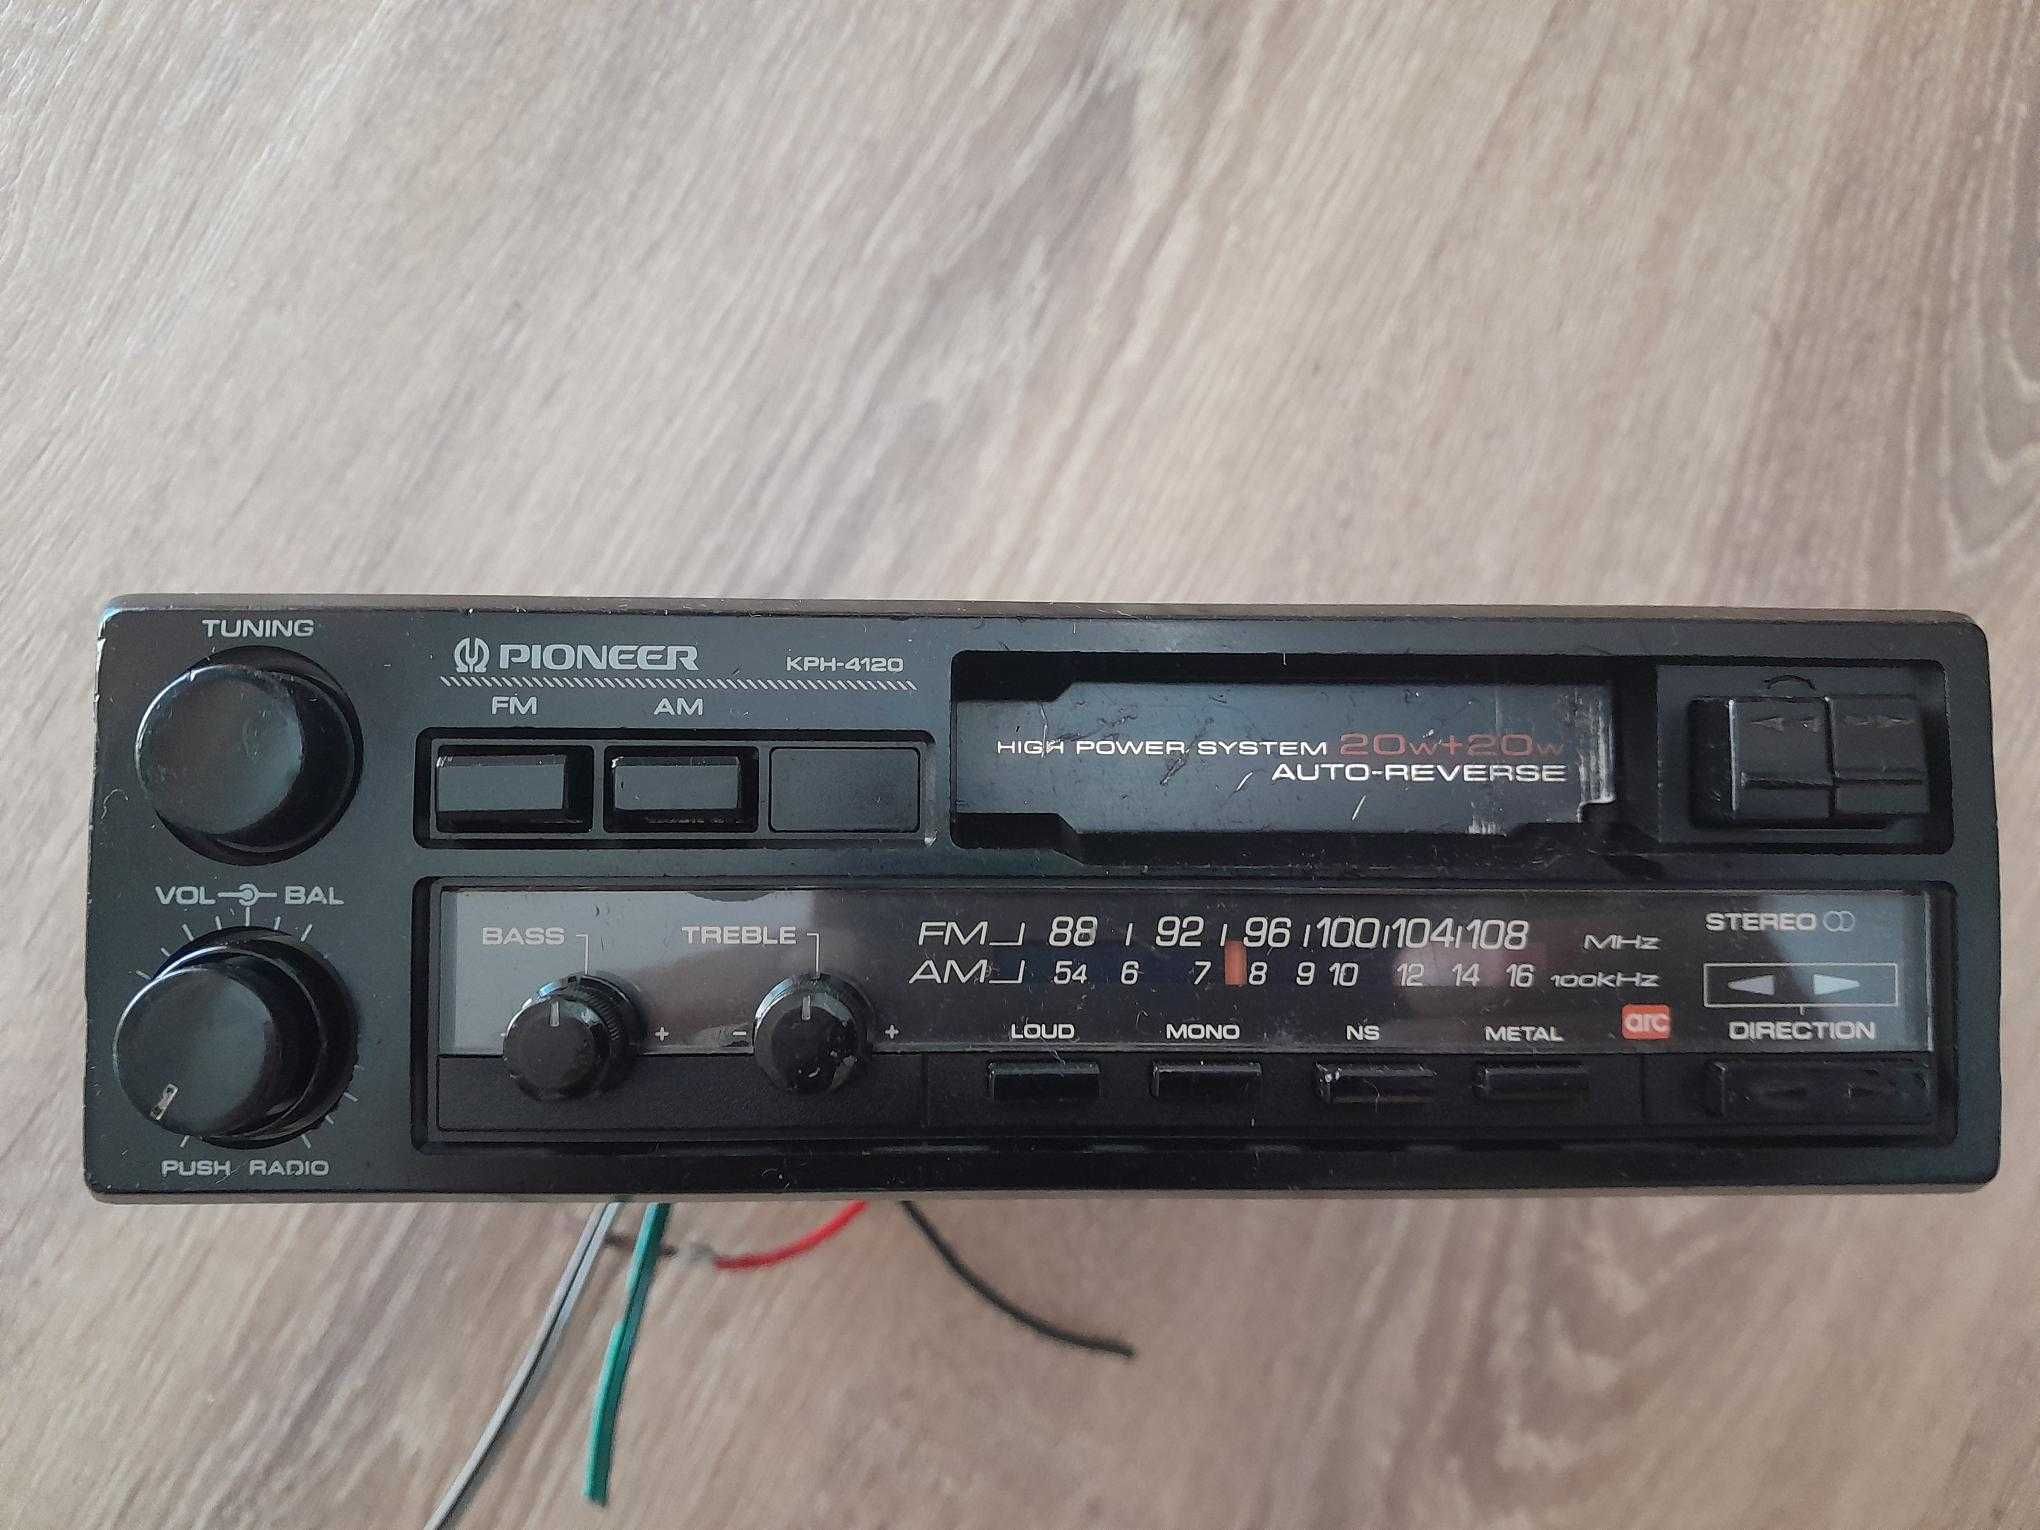 TUNING
PIONEER KPH-4120
FM AM
HIGH POWER SYSTEM 20W+20W
AUTO-REVERSE
VOL BAL
BASS TREBLE
FM 88 92 96 100 104 108 MHz
AM 54 6 7 8 9 10 12 14 16 100kHz
STEREO
- + - +
LOUD MONO NS METAL arc DIRECTION
PUSH RADIO